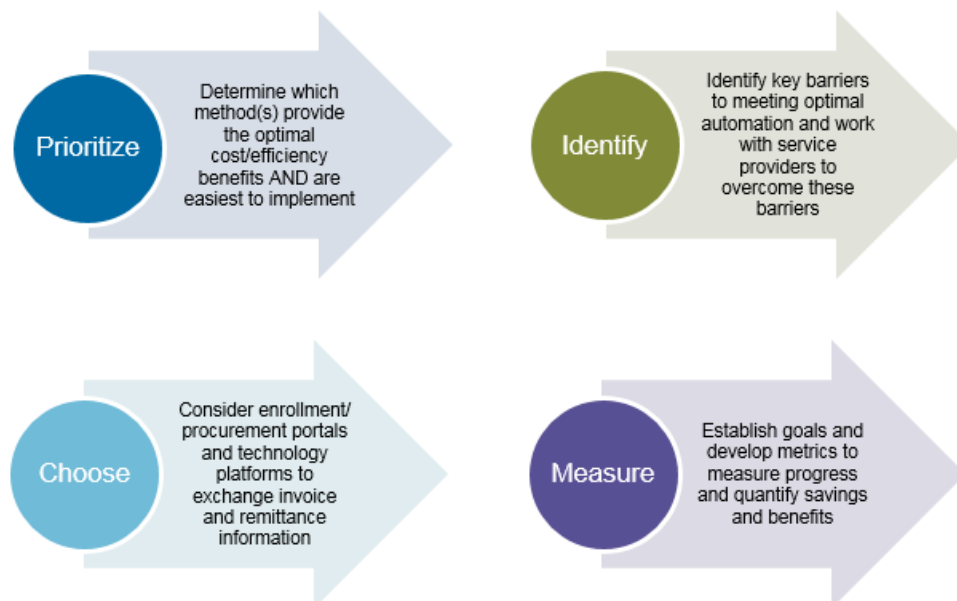 Prioritize
Determine which
method(s) provide
the optimal
cost/efficiency
benefits AND are
easiest to implement
Identify
Identify key barriers
to meeting optimal
automation and work
with service
providers to
overcome these
barriers
Choose
Consider enrollment/
procurement portals
and technology
platforms to
exchange invoice
and remittance
information
Measure
Establish goals and
develop metrics to
measure progress
and quantify savings
and benefits